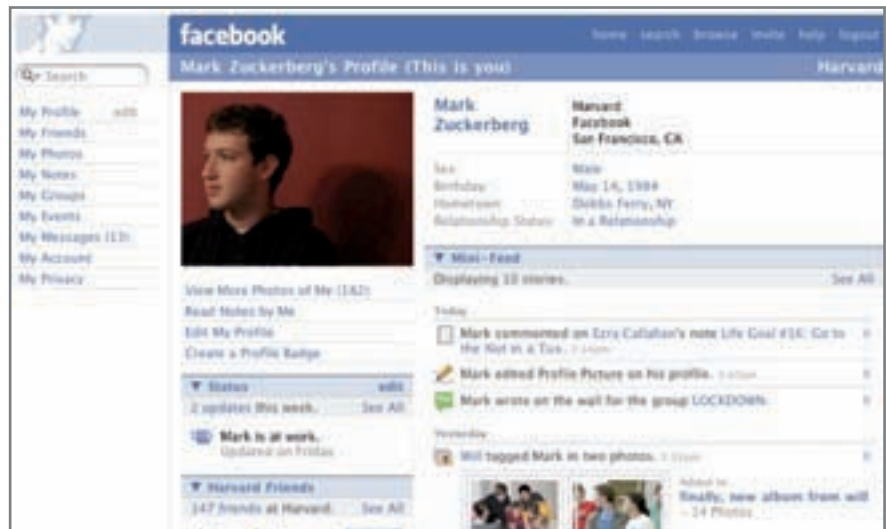 facebook
home search browse invite help logout
Mark Zuckerberg's Profile (This is you)
Harvard
Search
My Profile edit
My Friends
My Photos
My Notes
My Groups
My Events
My Messages (13)
My Account
My Privacy
View More Photos of Me (182)
Read Notes by Me
Edit My Profile
Create a Profile Badge
Status edit
2 updates this week. See All
Mark is at work.
Updated on Friday
Harvard Friends
147 friends at Harvard. See All
Mark
Zuckerberg
Harvard
Facebook
San Francisco, CA
Sex: Male
Birthday: May 14, 1984
Hometown: Dobbs Ferry, NY
Relationship Status: In a Relationship
Mini-Feed
Displaying 10 stories. See All
Today
Mark commented on Ezra Callahan's note Life Goal #16: Go to
the Not in a Tux.
Mark edited Profile Picture on his profile.
Mark wrote on the wall for the group LOCKDOWN.
Yesterday
Will tagged Mark in two photos.
Added to
finally, new album from will
14 Photos